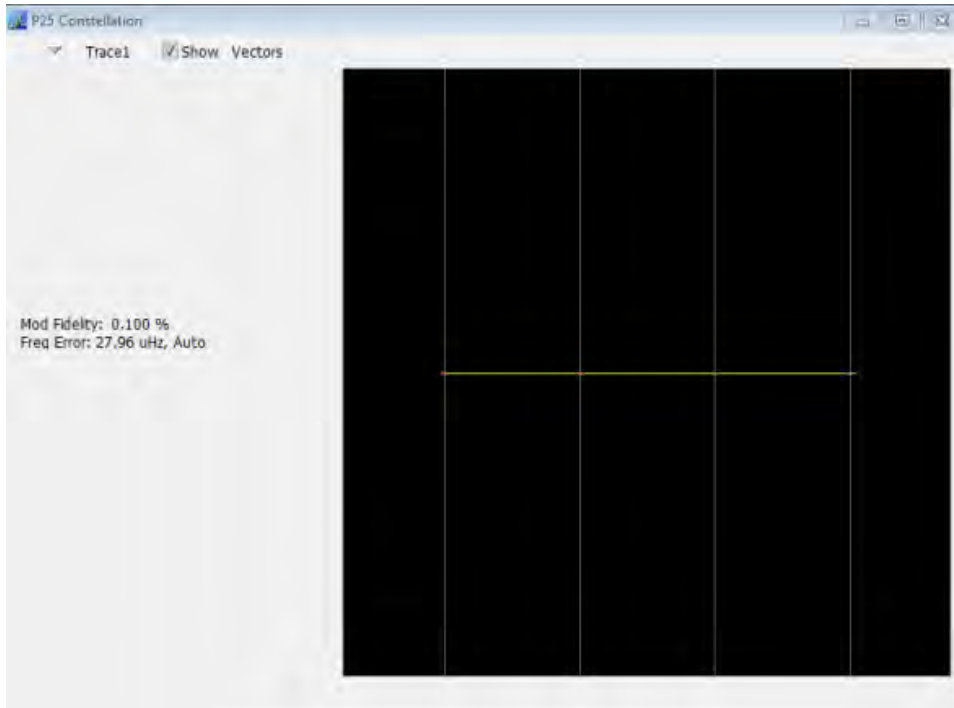 P25 Constellation
Trace1 Show Vectors
Mod Fidelity: 0.100 %
Freq Error: 27.96 uHz, Auto